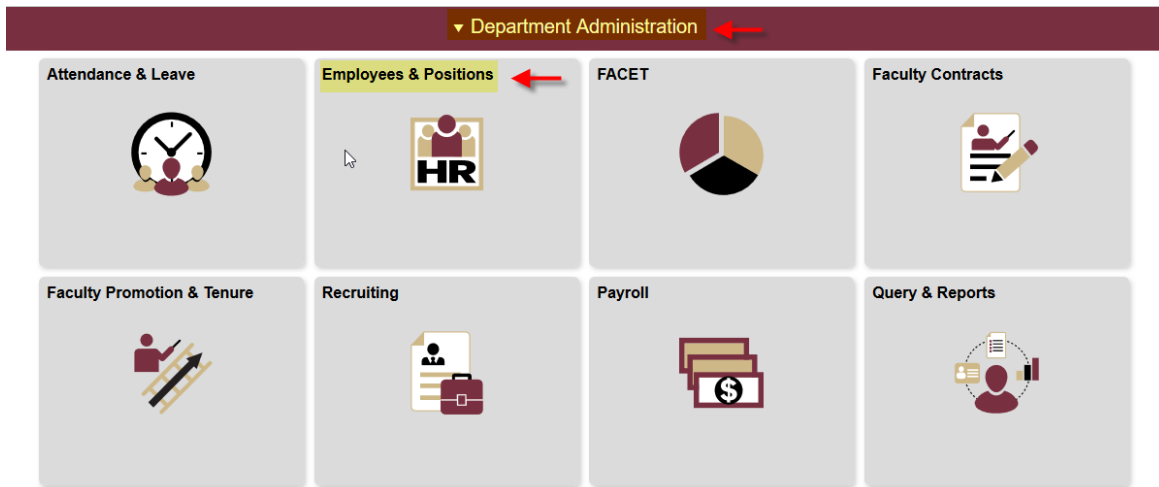 ▾ Department Administration
Attendance & Leave
Employees & Positions
FACET
Faculty Contracts
HR
Faculty Promotion & Tenure
Recruiting
Payroll
Query & Reports
$